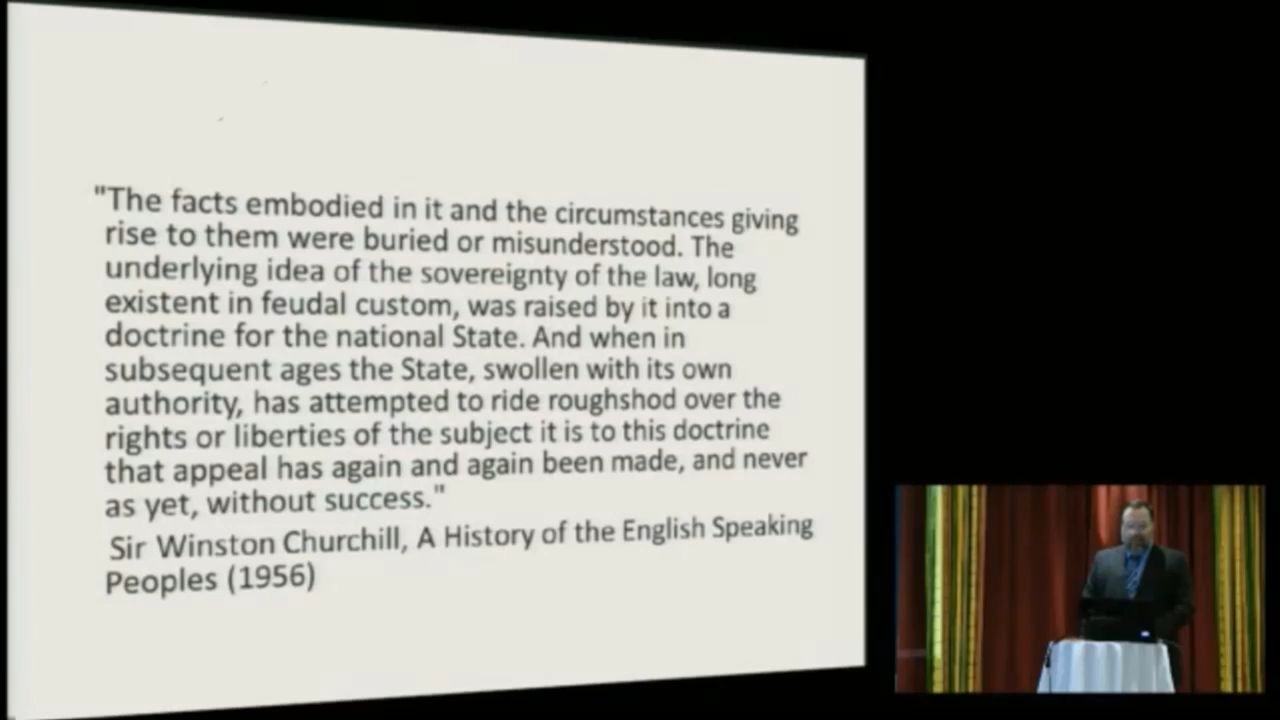 "The facts embodied in it and the circumstances giving
rise to them were buried or misunderstood. The
underlying idea of the sovereignty of the law, long
existent in feudal custom, was raised by it into a
doctrine for the national State. And when in
subsequent ages the State, swollen with its own
authority, has attempted to ride roughshod over the
rights or liberties of the subject it is to this doctrine
that appeal has again and again been made, and never
as yet, without success."
Sir Winston Churchill, A History of the English Speaking
Peoples (1956)